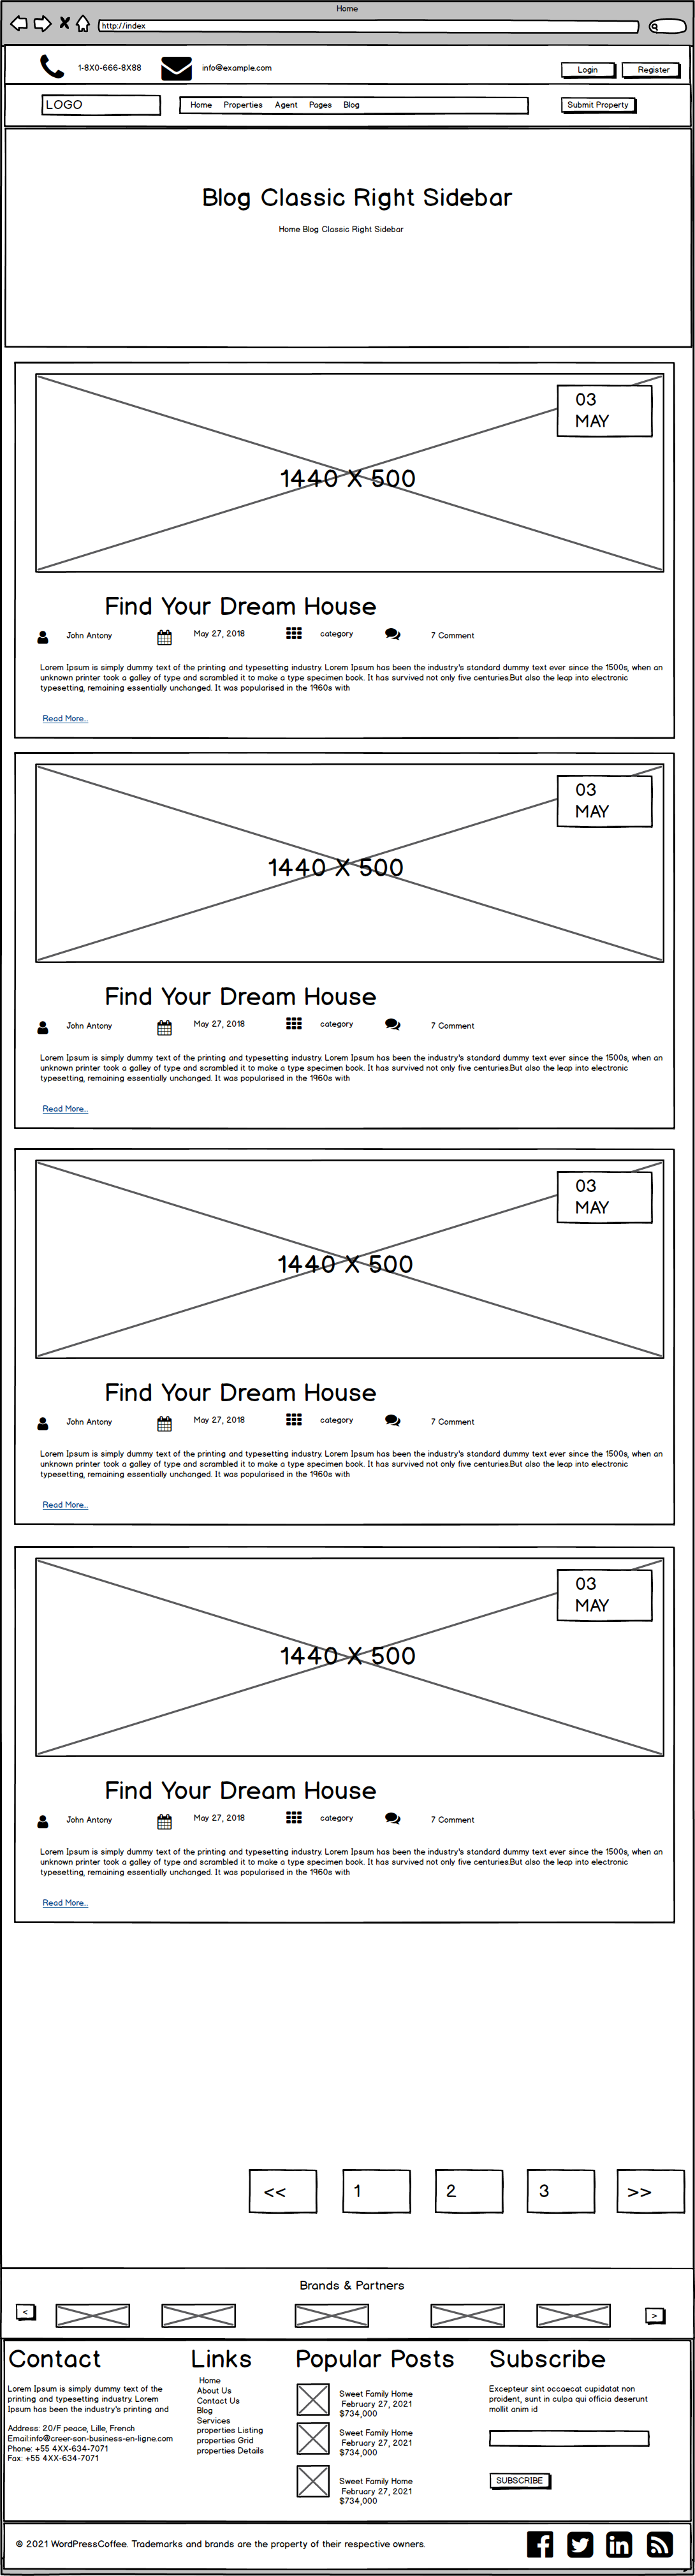 Home
http://index
1-8X0-666-8X88
info@example.com
Login
Register
LOGO
Home Properties Agent Pages Blog
Submit Property
Blog Classic Right Sidebar
Home Blog Classic Right Sidebar
03
MAY
1440 X 500
Find Your Dream House
John Antony
May 27, 2018
category
7 Comment
Lorem Ipsum is simply dummy text of the printing and typesetting industry. Lorem Ipsum has been the industry's standard dummy text ever since the 1500s, when an
unknown printer took a galley of type and scrambled it to make a type specimen book. It has survived not only five centuries.But also the leap into electronic
typesetting, remaining essentially unchanged. It was popularised in the 1960s with
Read More...
03
MAY
1440 X 500
Find Your Dream House
John Antony
May 27, 2018
category
7 Comment
Lorem Ipsum is simply dummy text of the printing and typesetting industry. Lorem Ipsum has been the industry's standard dummy text ever since the 1500s, when an
unknown printer took a galley of type and scrambled it to make a type specimen book. It has survived not only five centuries.But also the leap into electronic
typesetting, remaining essentially unchanged. It was popularised in the 1960s with
Read More...
03
MAY
1440 X 500
Find Your Dream House
John Antony
May 27, 2018
category
7 Comment
Lorem Ipsum is simply dummy text of the printing and typesetting industry. Lorem Ipsum has been the industry's standard dummy text ever since the 1500s, when an
unknown printer took a galley of type and scrambled it to make a type specimen book. It has survived not only five centuries.But also the leap into electronic
typesetting, remaining essentially unchanged. It was popularised in the 1960s with
Read More...
03
MAY
1440 X 500
Find Your Dream House
John Antony
May 27, 2018
category
7 Comment
Lorem Ipsum is simply dummy text of the printing and typesetting industry. Lorem Ipsum has been the industry's standard dummy text ever since the 1500s, when an
unknown printer took a galley of type and scrambled it to make a type specimen book. It has survived not only five centuries.But also the leap into electronic
typesetting, remaining essentially unchanged. It was popularised in the 1960s with
Read More...
<<
1
2
3
>>
Brands & Partners
<
>
Contact
Lorem Ipsum is simply dummy text of the
printing and typesetting industry. Lorem
Ipsum has been the industry's printing and
Address: 20/F peace, Lille, French
Email:info@creer-son-business-en-ligne.com
Phone: +55 4XX-634-7071
Fax: +55 4XX-634-7071
Links
Home
About Us
Contact Us
Blog
Services
properties Listing
properties Grid
properties Details
Popular Posts
Sweet Family Home
February 27, 2021
$734,000
Sweet Family Home
February 27, 2021
$734,000
Sweet Family Home
February 27, 2021
$734,000
Subscribe
Excepteur sint occaecat cupidatat non
proident, sunt in culpa qui officia deserunt
mollit anim id
SUBSCRIBE
© 2021 WordPressCoffee. Trademarks and brands are the property of their respective owners.